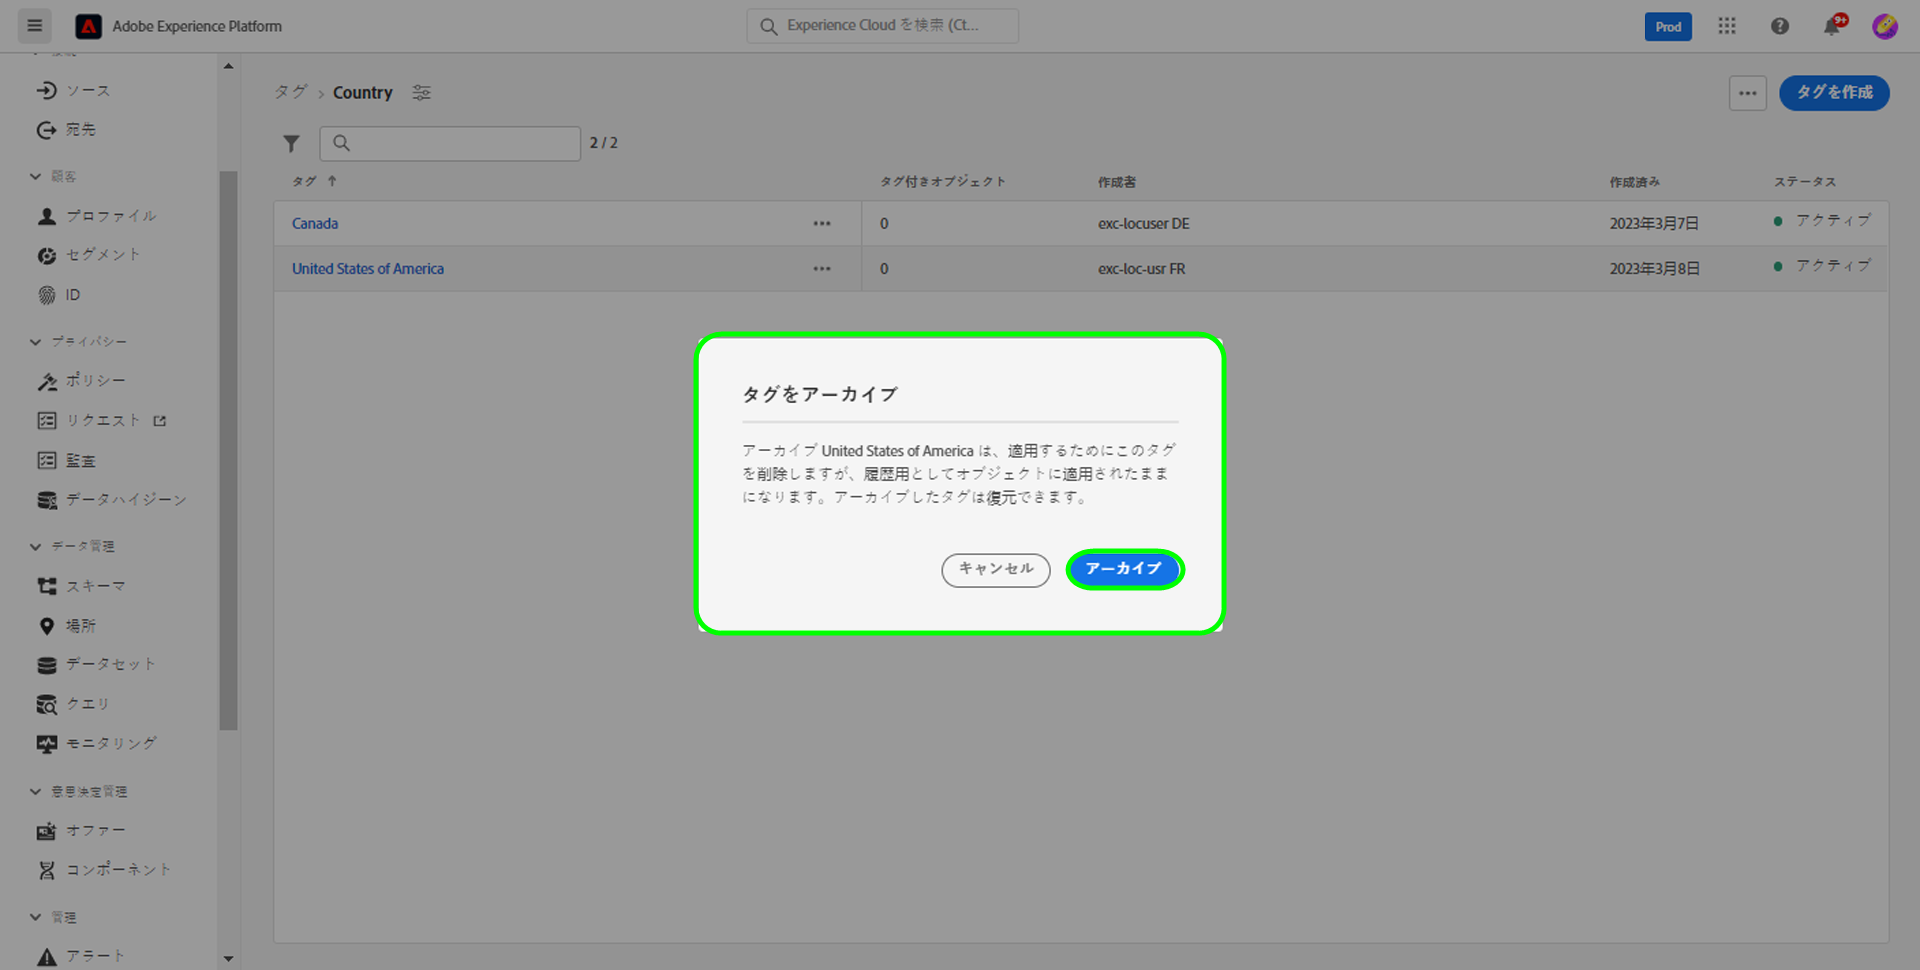 Adobe Experience Platform
Experience Cloud を検索 (Ct...
Prod
9+
ソース
宛先
顧客
プロファイル
セグメント
ID
プライバシー
ポリシー
リクエスト
監査
データハイジーン
データ管理
スキーマ
場所
データセット
クエリ
モニタリング
意思決定管理
オファー
コンポーネント
管理
アラート
タグ > Country
タグを作成
2 / 2
タグ ↑ タグ付きオブジェクト 作成者 作成済み ステータス
Canada ••• 0 exc-locuser DE 2023年3月7日 アクティブ
United States of America ••• 0 exc-loc-usr FR 2023年3月8日 アクティブ
タグをアーカイブ
アーカイブ United States of America は、適用するためにこのタグ
を削除しますが、履歴用としてオブジェクトに適用されたまま
になります。アーカイブしたタグは復元できます。
キャンセル
アーカイブ